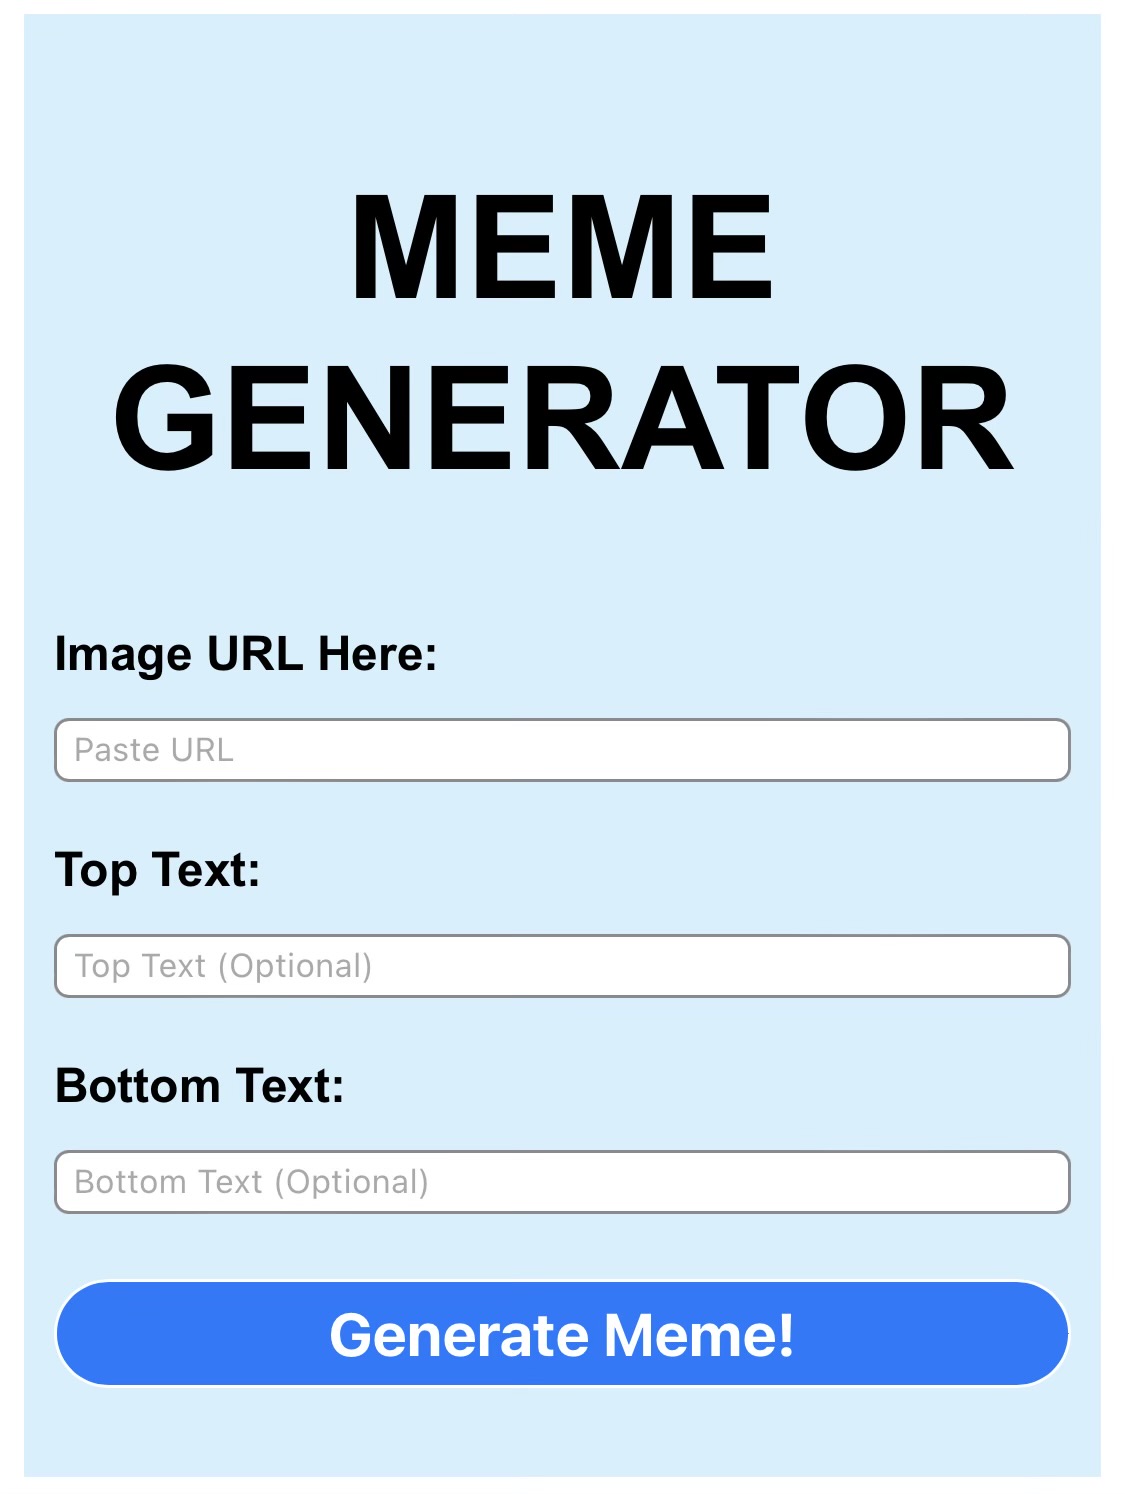 MEME
GENERATOR
Image URL Here:
Paste URL
Top Text:
Top Text (Optional)
Bottom Text:
Bottom Text (Optional)
Generate Meme!